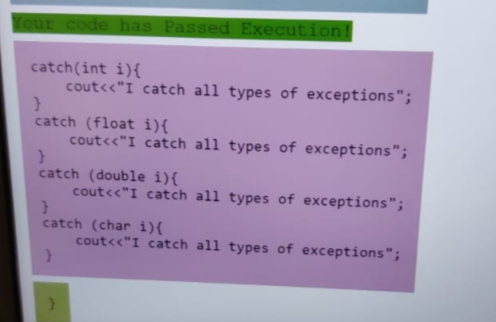 Your code has Passed Execution!
catch(int i){
cout<<"I catch all types of exceptions";
}
catch (float i){
cout<<"I catch all types of exceptions";
}
catch (double i){
cout<<"I catch all types of exceptions";
}
catch (char i){
cout<<"I catch all types of exceptions";
}
}